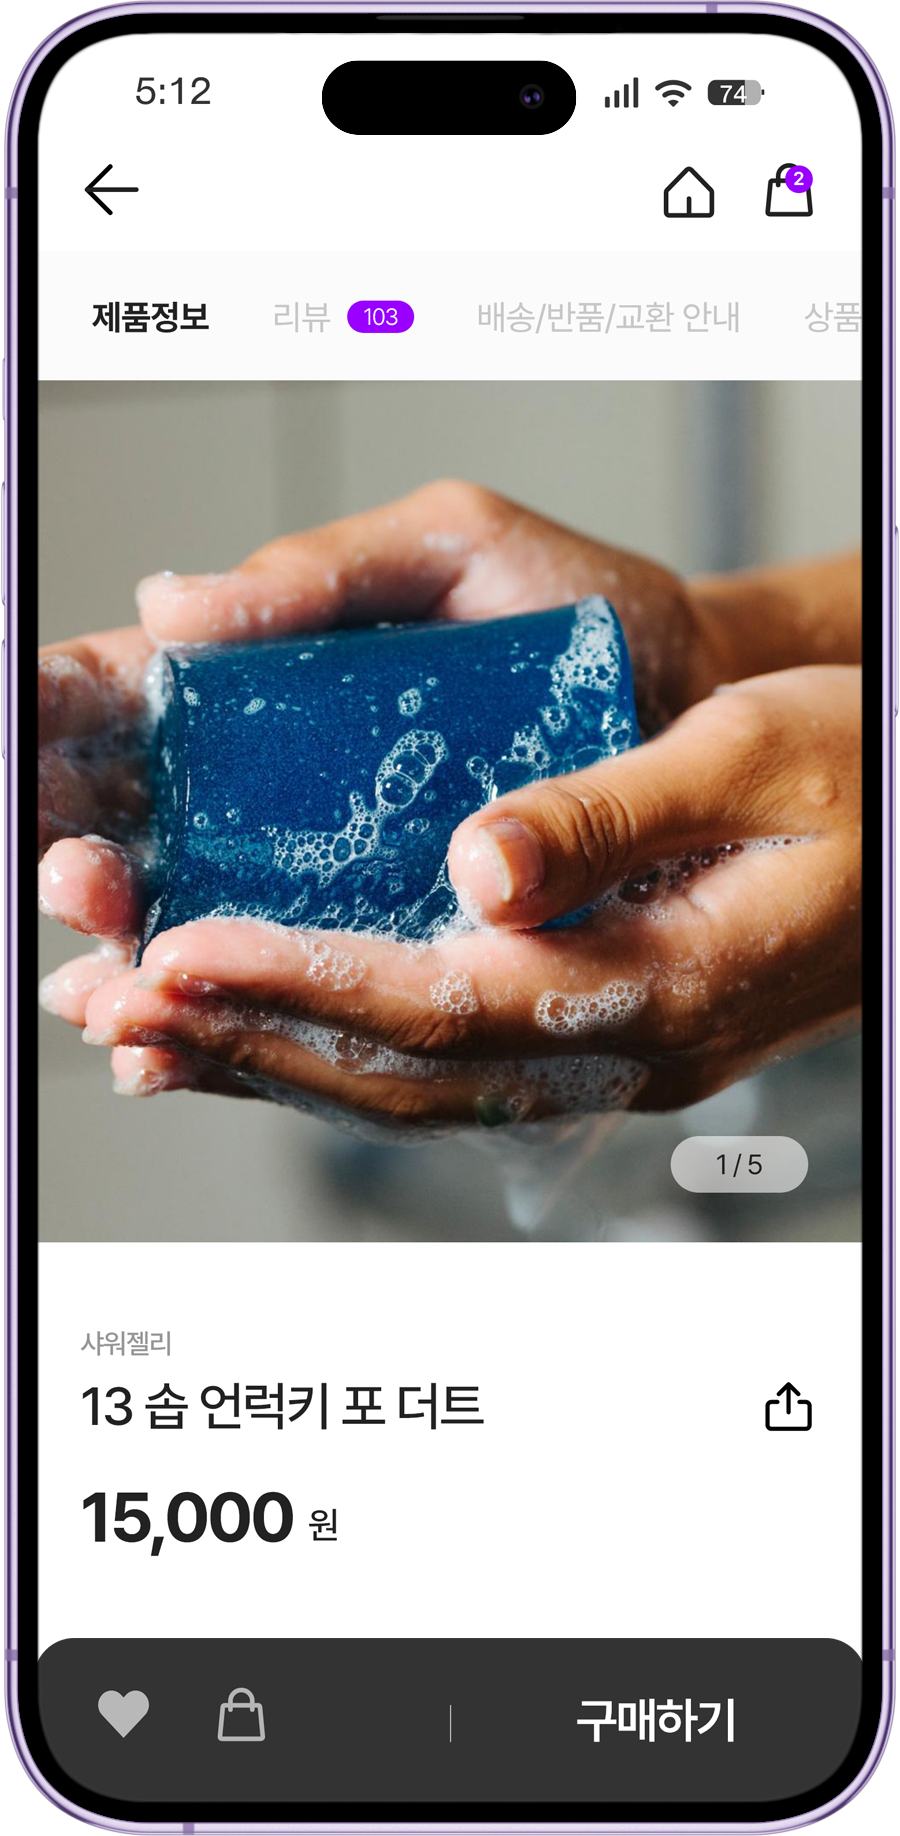 5:12
74
2
제품정보 리뷰 103 배송/반품/교환 안내 상품
1/5
샤워젤리
13 솝 언럭키 포 더트
15,000 원
구매하기